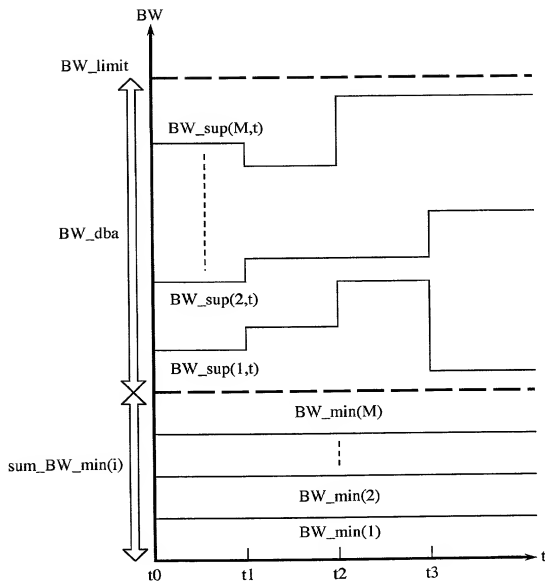 BW
BW_limit
BW_sup(M,t)
BW_dba
BW_sup(2,t)
BW_sup(1,t)
BW_min(M)
sum_BW_min(i)
BW_min(2)
BW_min(1)
t
t0 t1 t2 t3